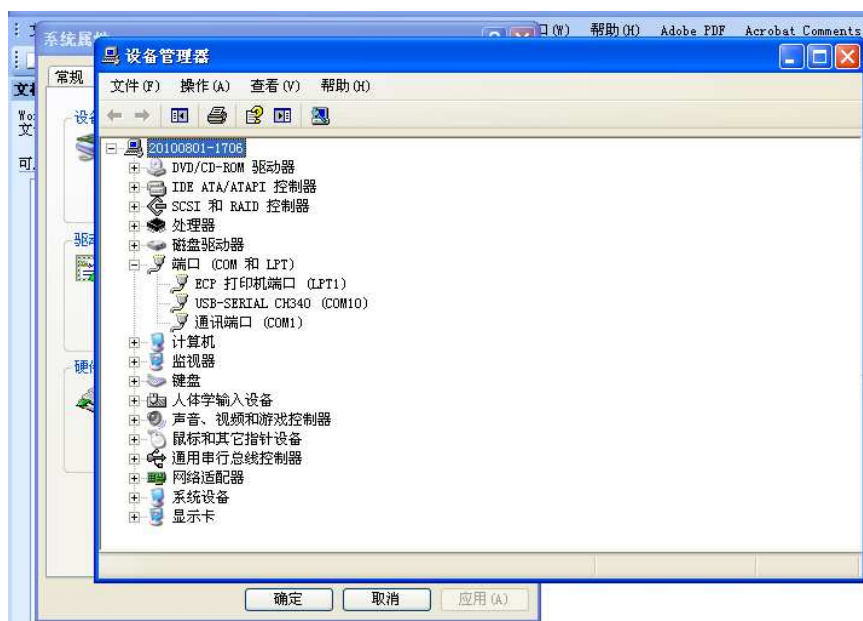 口(W) 帮助(H) Adobe PDF Acrobat Comments
系统属
设备管理器
常规
文件(F) 操作(A) 查看(V) 帮助(H)
设备
20100801-1706
DVD/CD-ROM 驱动器
IDE ATA/ATAPI 控制器
SCSI 和 RAID 控制器
处理器
磁盘驱动器
端口 (COM 和 LPT)
ECP 打印机端口 (LPT1)
USB-SERIAL CH340 (COM10)
通讯端口 (COM1)
计算机
监视器
键盘
人体学输入设备
声音、视频和游戏控制器
鼠标和其它指针设备
通用串行总线控制器
网络适配器
系统设备
显示卡
确定 取消 应用(A)